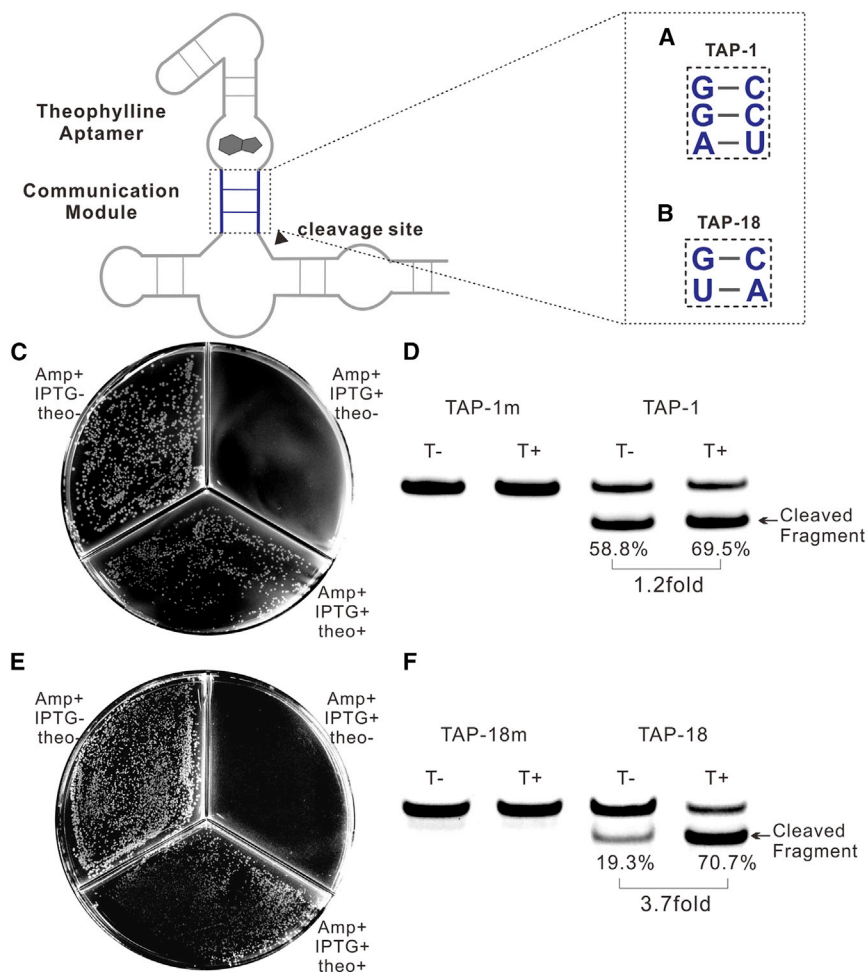 A
TAP-1
G C
G C
A U
Theophylline
Aptamer
Communication
Module
cleavage site
B
TAP-18
G C
U A
C
Amp+
IPTG-
theo-
Amp+
IPTG+
theo-
Amp+
IPTG+
theo+
D
TAP-1m
TAP-1
T-
T+
T-
T+
Cleaved
Fragment
58.8%
69.5%
1.2fold
E
Amp+
IPTG-
theo-
Amp+
IPTG+
theo-
Amp+
IPTG+
theo+
F
TAP-18m
TAP-18
T-
T+
T-
T+
Cleaved
Fragment
19.3%
70.7%
3.7fold